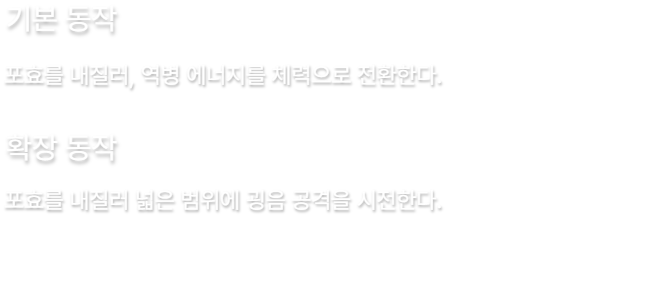 기본 동작
포효를 내질러, 역병 에너지를 체력으로 전환한다.
확장 동작
포효를 내질러 넓은 범위에 굉음 공격을 시전한다.